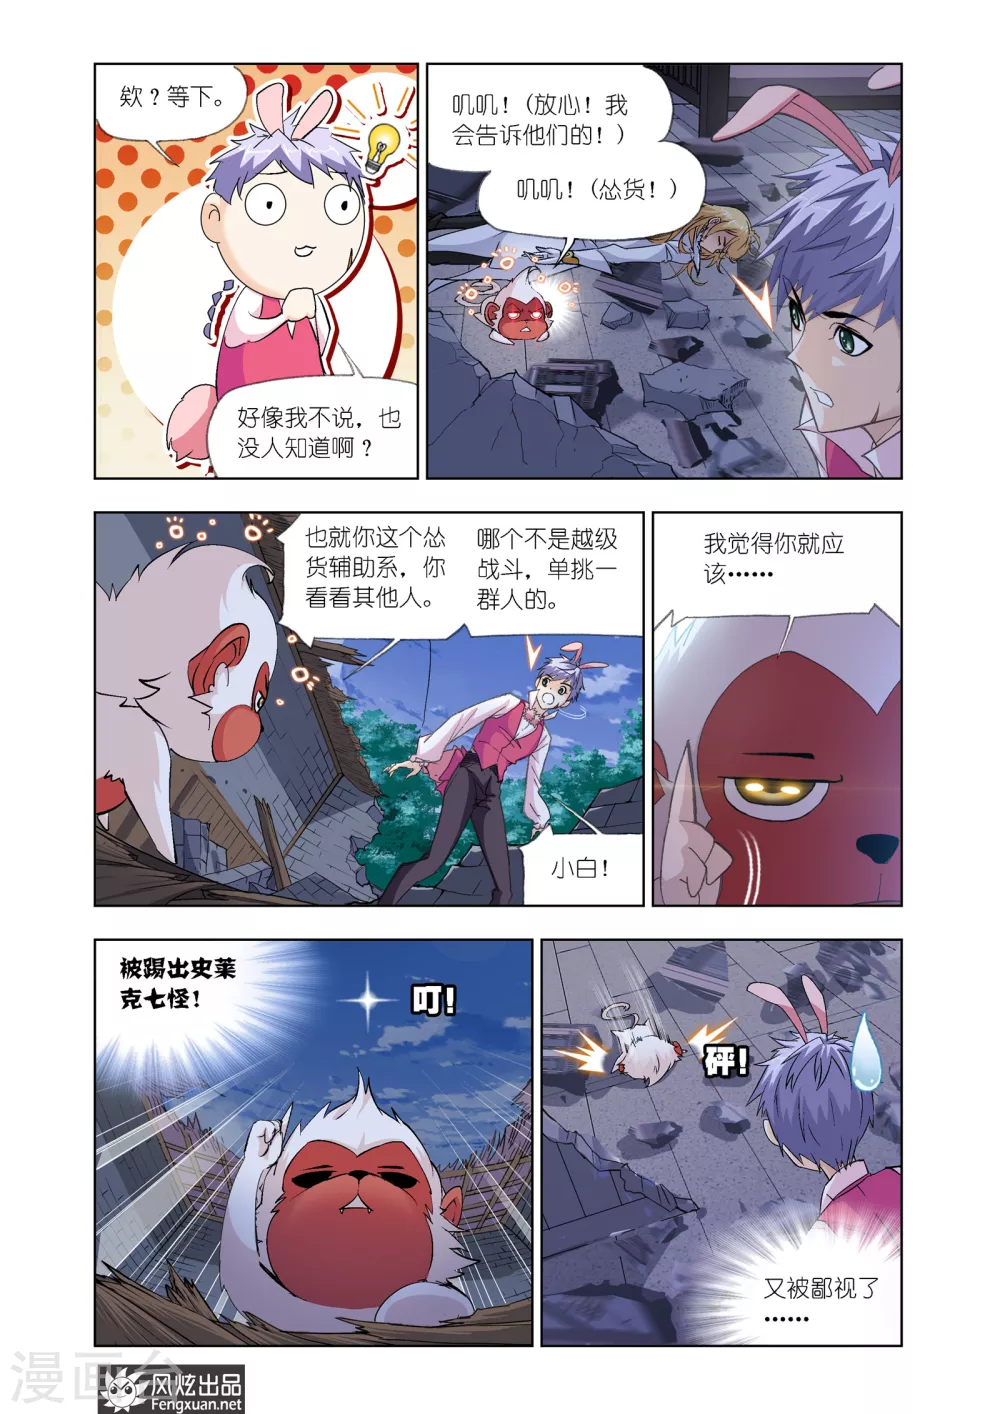 欸？等下。
好像我不说，也
没人知道啊？
叽叽！（放心！我
会告诉他们的！）
叽叽！（怂货！）
也就你这个怂
货辅助系，你
看看其他人。
哪个不是越级
战斗，单挑一
群人的。
小白！
我觉得你就应
该……
被踢出史莱
克七怪！
叮！
砰！
又被鄙视了
……
漫画台
风炫出品
Fengxuan.net